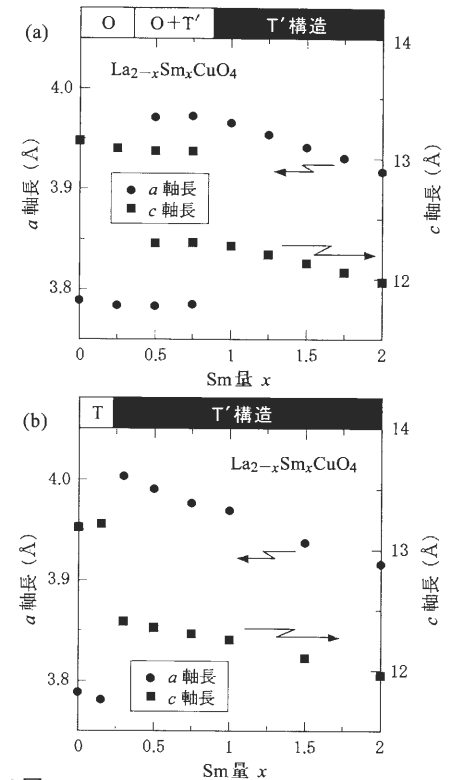 (a)
O
O+T′
T′構造
14
La2−xSmxCuO4
4.0
3.9
3.8
a 軸長 (Å)
● a 軸長
■ c 軸長
13
12
c 軸長 (Å)
0
0.5
1
1.5
2
Sm量 x
(b)
T
T′構造
14
La2−xSmxCuO4
4.0
3.9
3.8
a 軸長 (Å)
● a 軸長
■ c 軸長
13
12
c 軸長 (Å)
0
0.5
1
1.5
2
Sm量 x